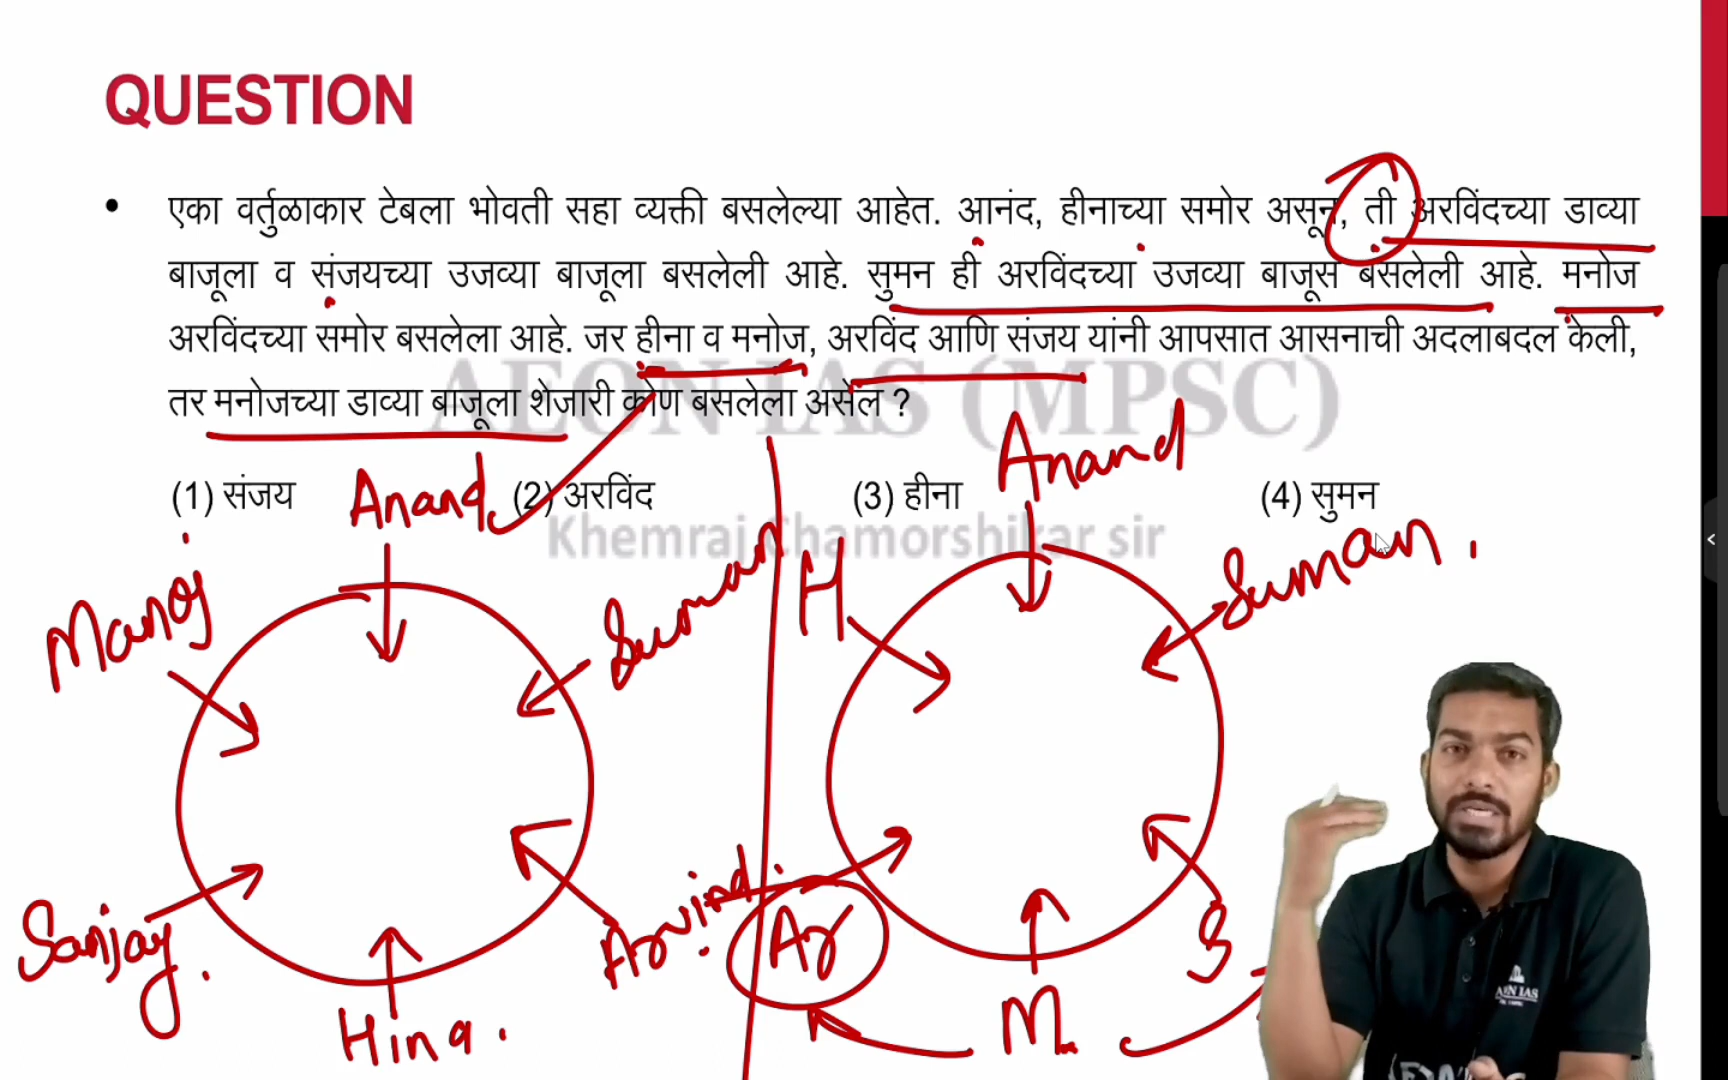 QUESTION
• एका वर्तुळाकार टेबला भोवती सहा व्यक्ती बसलेल्या आहेत. आनंद, हीनाच्या समोर असून, ती अरविंदच्या डाव्या
बाजूला व संजयच्या उजव्या बाजूला बसलेली आहे. सुमन ही अरविंदच्या उजव्या बाजूस बसलेली आहे. मनोज
अरविंदच्या समोर बसलेला आहे. जर हीना व मनोज, अरविंद आणि संजय यांनी आपसात आसनाची अदलाबदल केली,
तर मनोजच्या डाव्या बाजूला शेजारी कोण बसलेला असेल ?
AEON IAS (MPSC)
(1) संजय (2) अरविंद (3) हीना (4) सुमन
Khemraj Chamorshikar sir
Anand
Manoj
Suman
Sanjay
Hina.
Arvind.
Anand
H
Suman.
Ar
M
S
AEON IAS